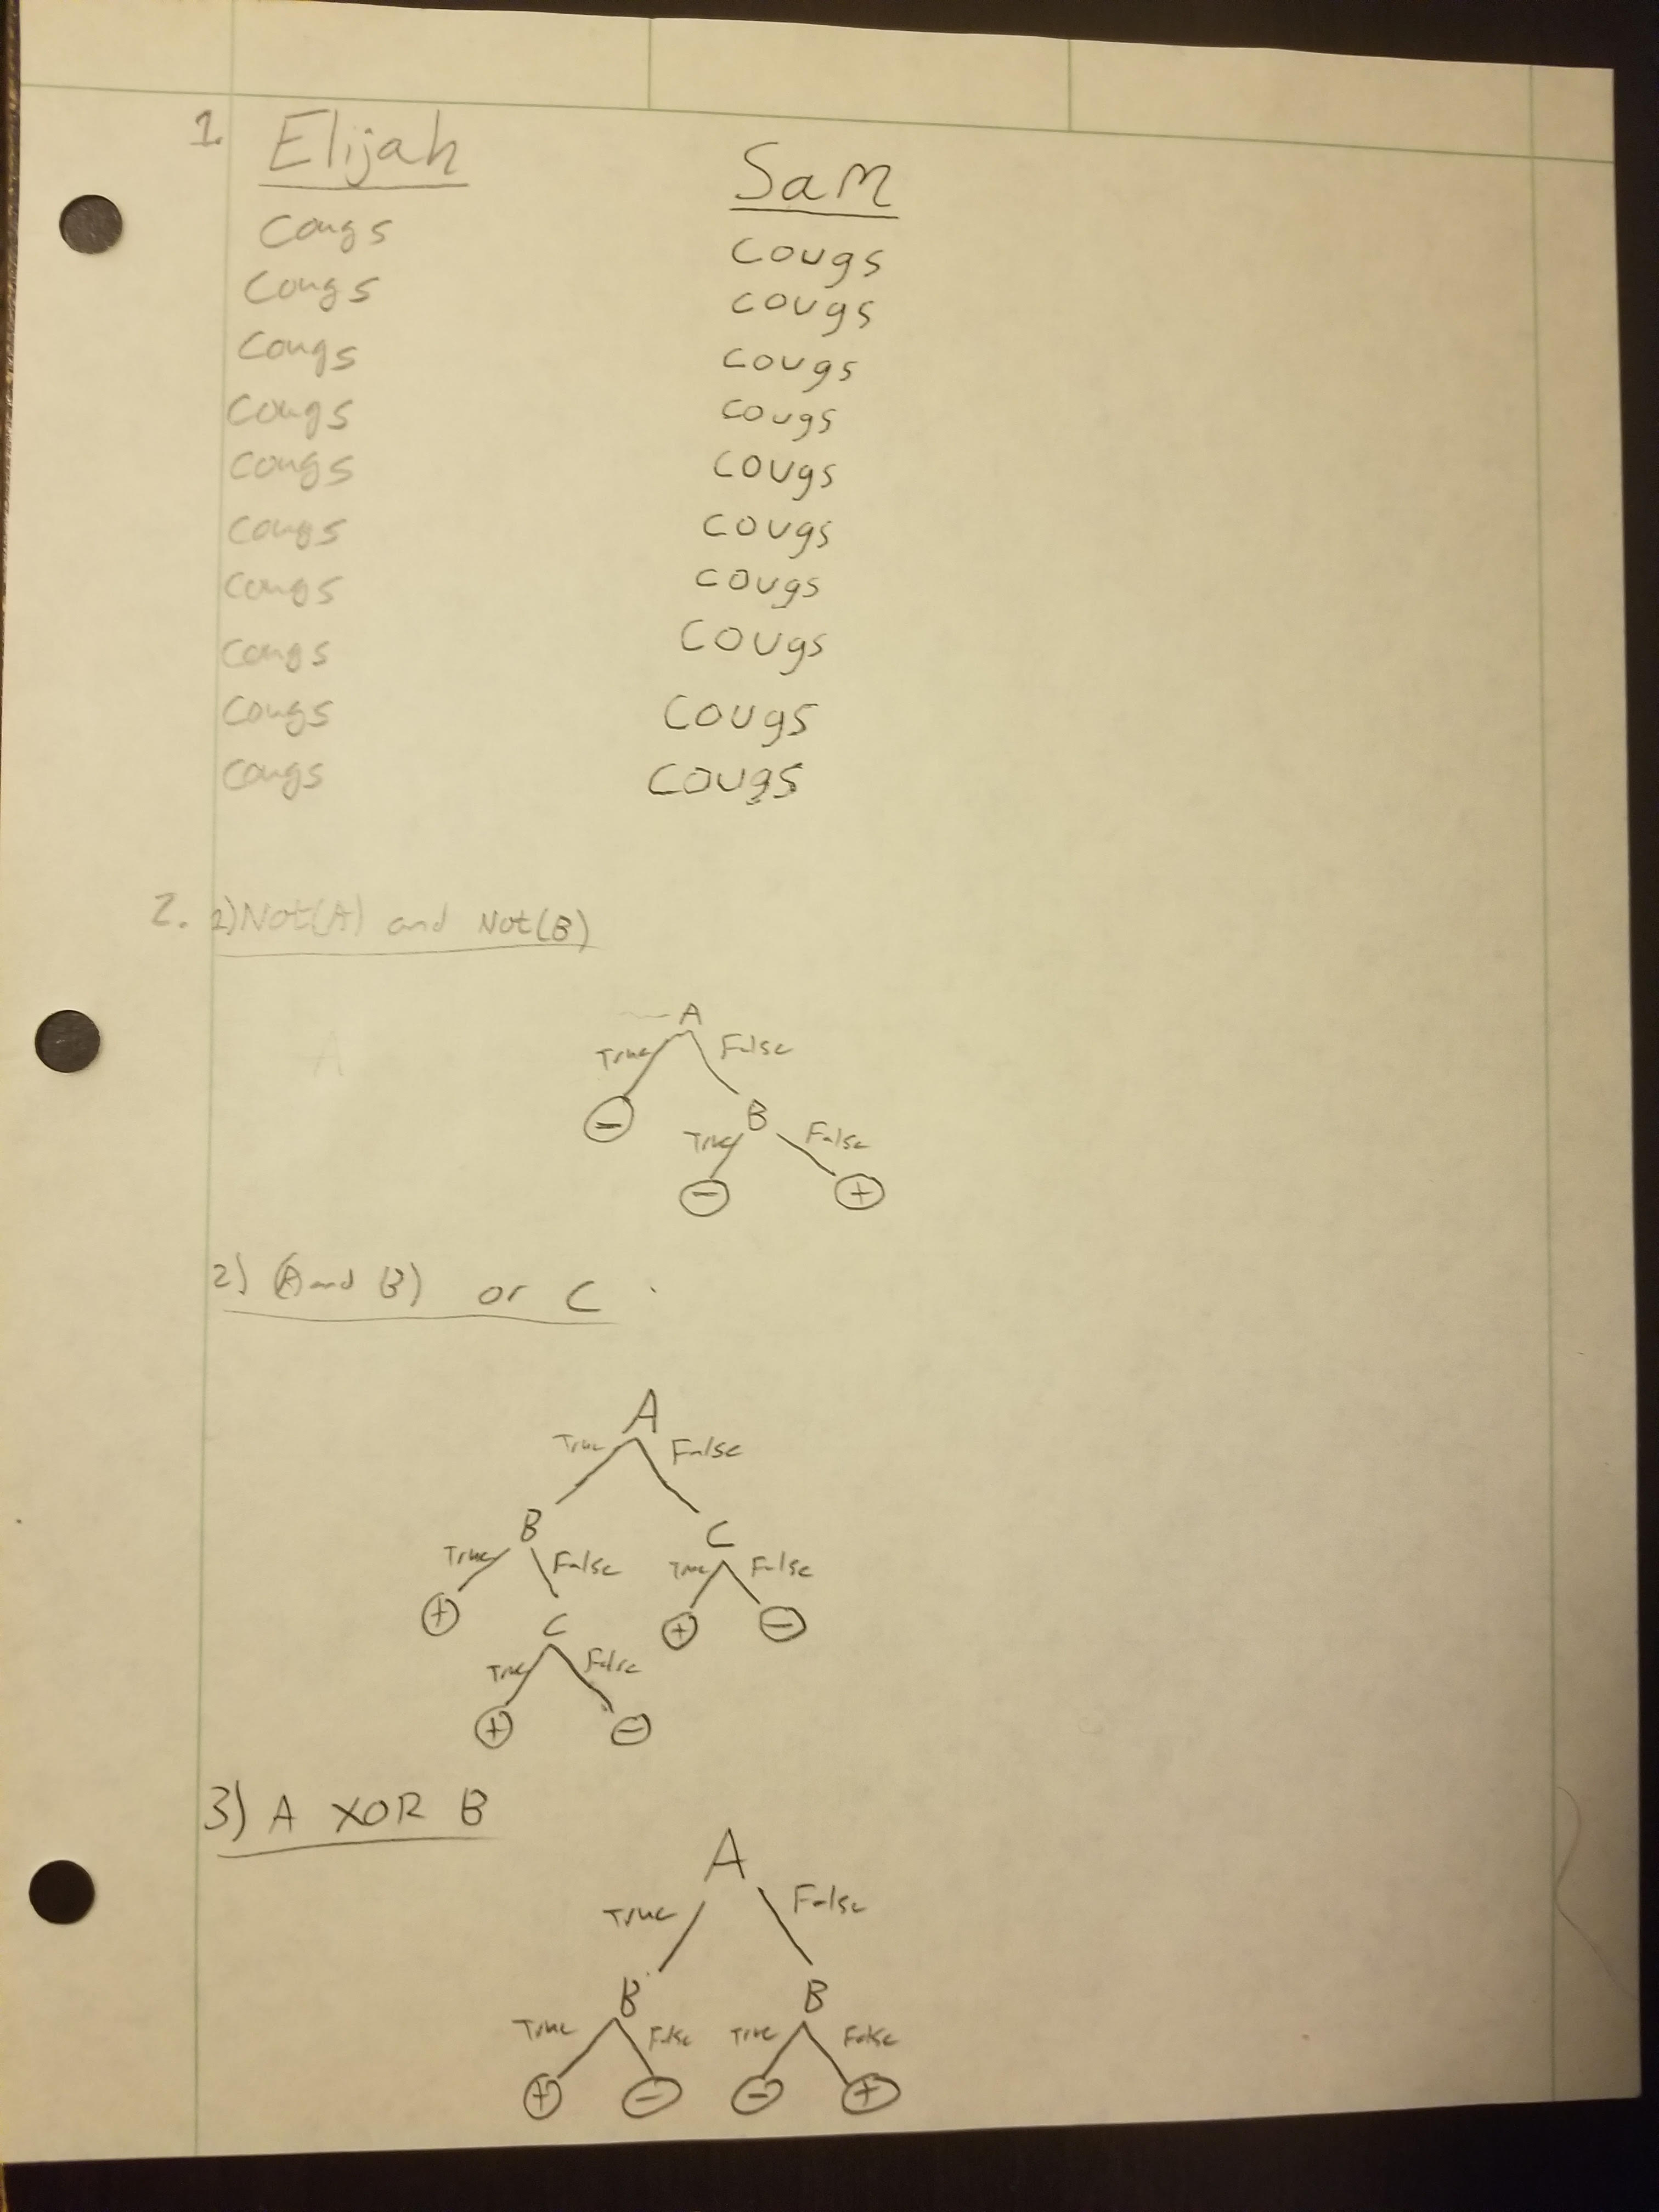 1. Elijah
Cougs
Cougs
Cougs
Cougs
Cougs
Cougs
Cougs
Cougs
Cougs
Cougs
Sam
Cougs
Cougs
Cougs
Cougs
Cougs
Cougs
Cougs
Cougs
Cougs
Cougs
2. 1) Not(A) and Not(B)
A
A
True False
- B
True False
- +
2) (A and B) or C
A
True False
B C
True False True False
+ C + -
True False
+ -
3) A XOR B
A
True False
B B
True False True False
+ - - +